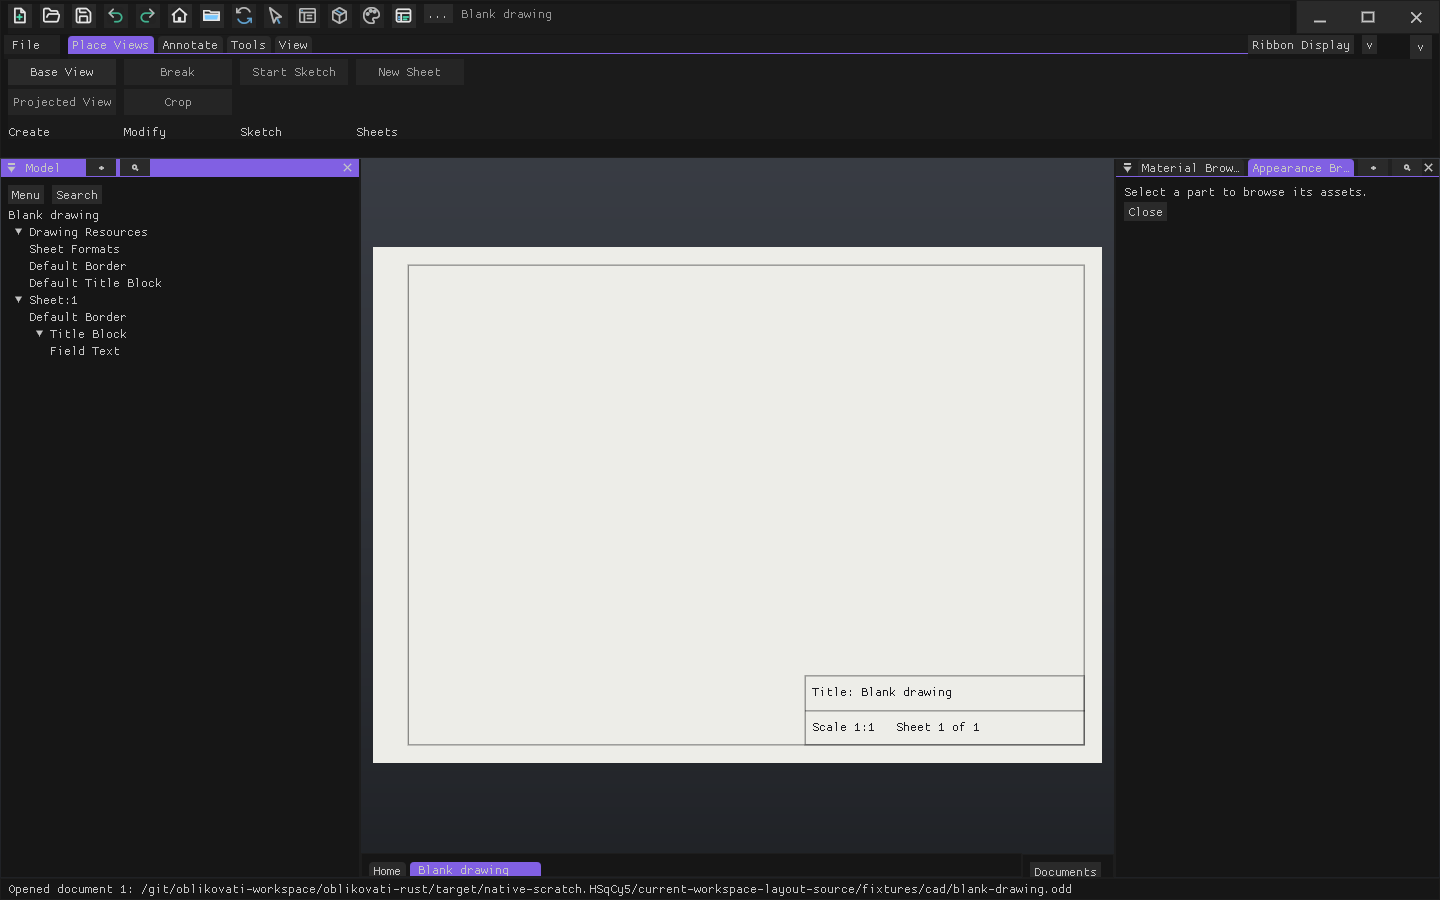 ... Blank drawing
File Place Views Annotate Tools View Ribbon Display v v
Base View Break Start Sketch New Sheet
Projected View Crop
Create Modify Sketch Sheets
Model
Material Brow… Appearance Br…
Menu Search
Select a part to browse its assets.
Close
Blank drawing
Drawing Resources
Sheet Formats
Default Border
Default Title Block
Sheet:1
Default Border
Title Block
Field Text
Title: Blank drawing
Scale 1:1 Sheet 1 of 1
Home Blank drawing Documents
Opened document 1: /git/oblikovati-workspace/oblikovati-rust/target/native-scratch.HSqCy5/current-workspace-layout-source/fixtures/cad/blank-drawing.odd